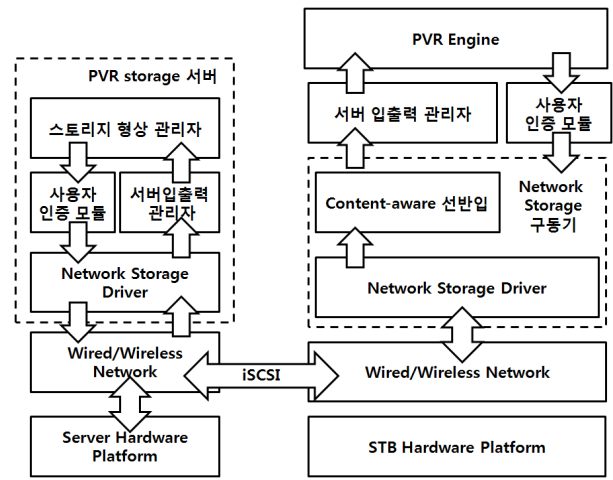 PVR storage 서버
스토리지 형상 관리자
사용자
인증 모듈
서버입출력
관리자
Network Storage
Driver
Wired/Wireless
Network
Server Hardware
Platform
iSCSI
PVR Engine
서버 입출력 관리자
사용자
인증 모듈
Content-aware 선반입
Network
Storage
구동기
Network Storage Driver
Wired/Wireless Network
STB Hardware Platform